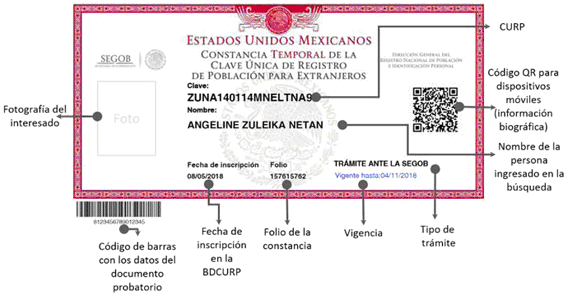 ESTADOS UNIDOS MEXICANOS
CONSTANCIA TEMPORAL DE LA
CLAVE ÚNICA DE REGISTRO
DE POBLACIÓN PARA EXTRANJEROS
SEGOB
DIRECCIÓN GENERAL DEL
REGISTRO NACIONAL DE POBLACIÓN
E IDENTIFICACIÓN PERSONAL
Clave:
ZUNA140114MNELTNA9
Nombre:
ANGELINE ZULEIKA NETAN
Foto
Fecha de inscripción
08/05/2018
Folio
157615762
TRÁMITE ANTE LA SEGOB
Vigente hasta:04/11/2018
CURP
Código QR para
dispositivos
móviles
(información
biográfica)
Nombre de la
persona
ingresado en la
búsqueda
Fotografía del
interesado
8123456789012345
Código de barras
con los datos del
documento
probatorio
Fecha de
inscripción
en la
BDCURP
Folio de la
constancia
Vigencia
Tipo de
trámite